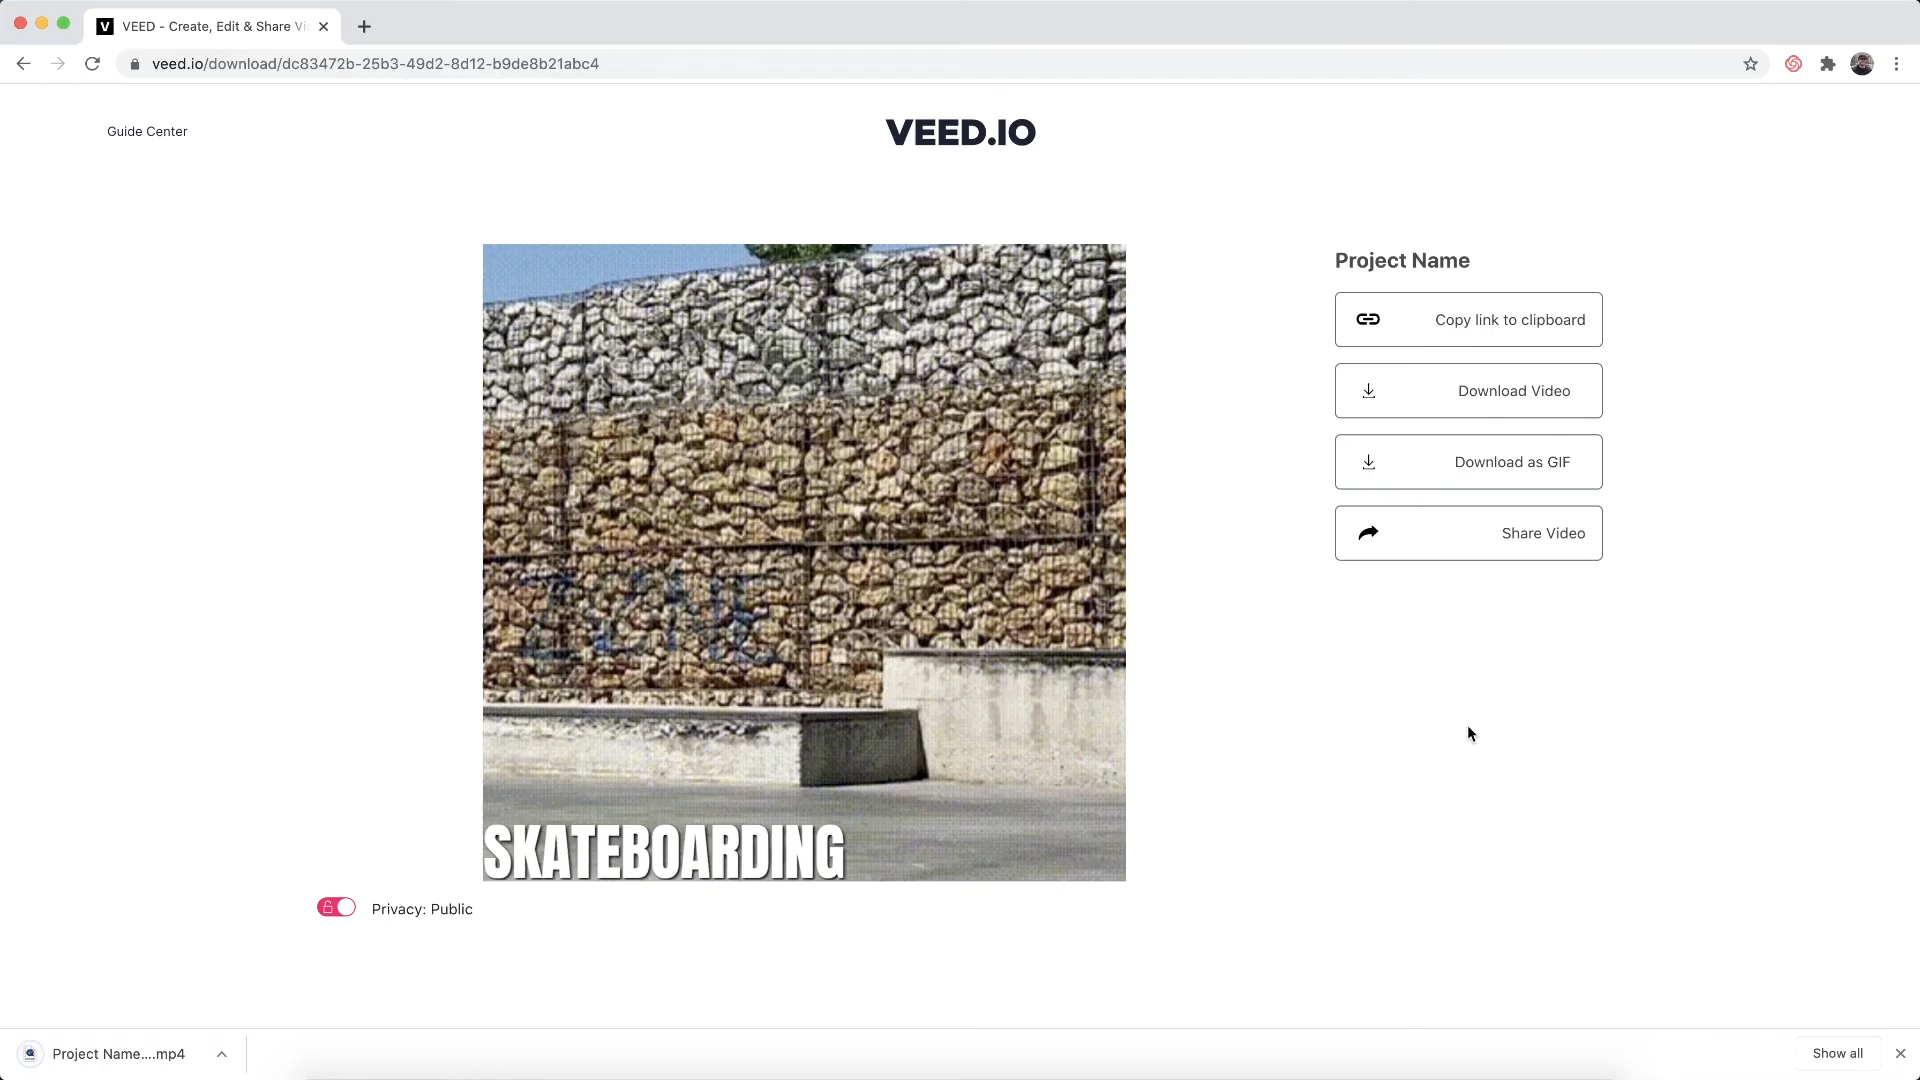 VEED - Create, Edit & Share Vi
veed.io/download/dc83472b-25b3-49d2-8d12-b9de8b21abc4
Guide Center
VEED.IO
Project Name
Copy link to clipboard
Download Video
Download as GIF
Share Video
SKATEBOARDING
Privacy: Public
Project Name....mp4
Show all